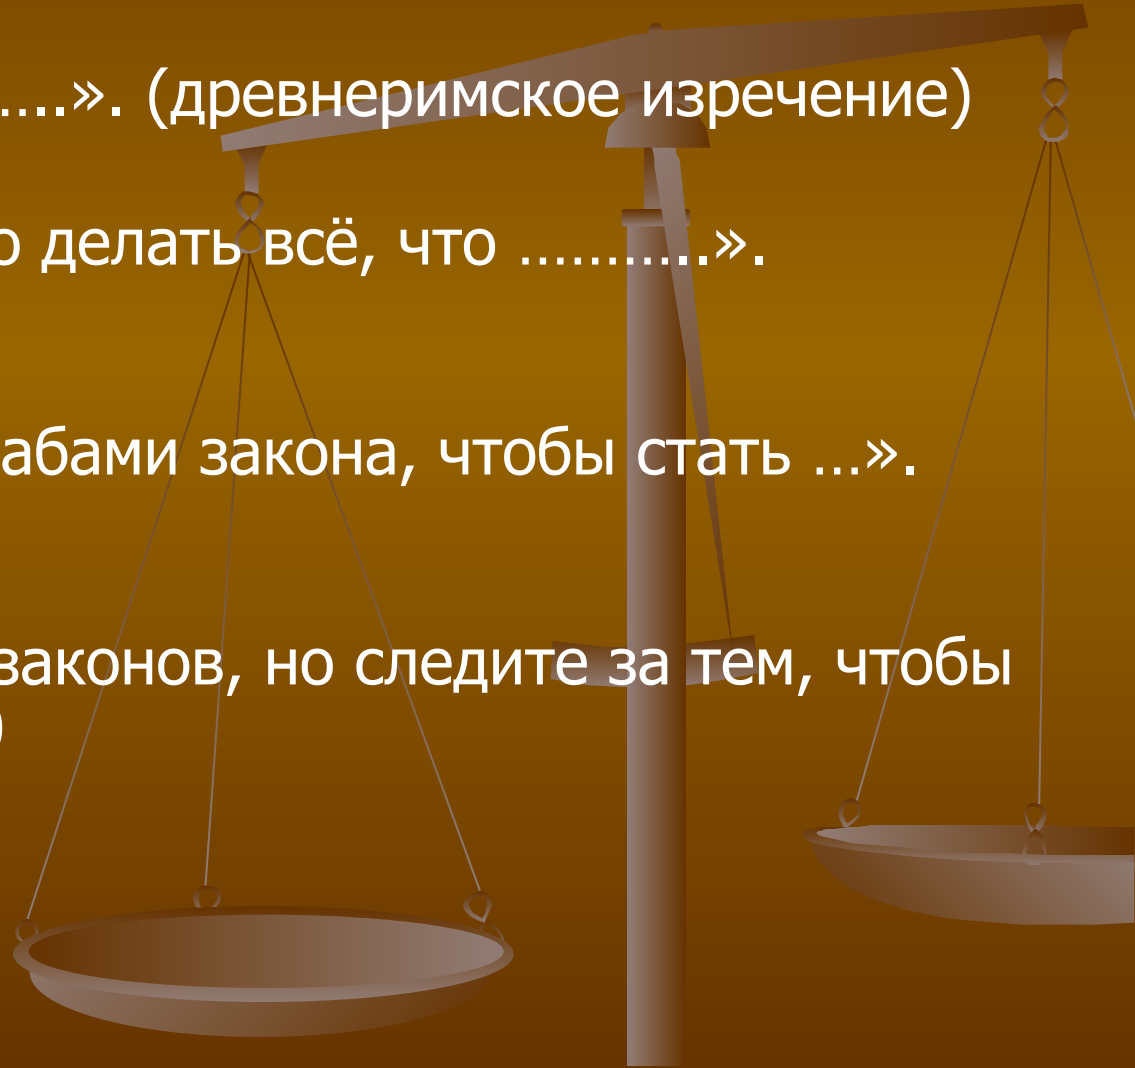 …..». (древнеримское изречение)
о делать всё, что ………..».
абами закона, чтобы стать …».
законов, но следите за тем, чтобы
)